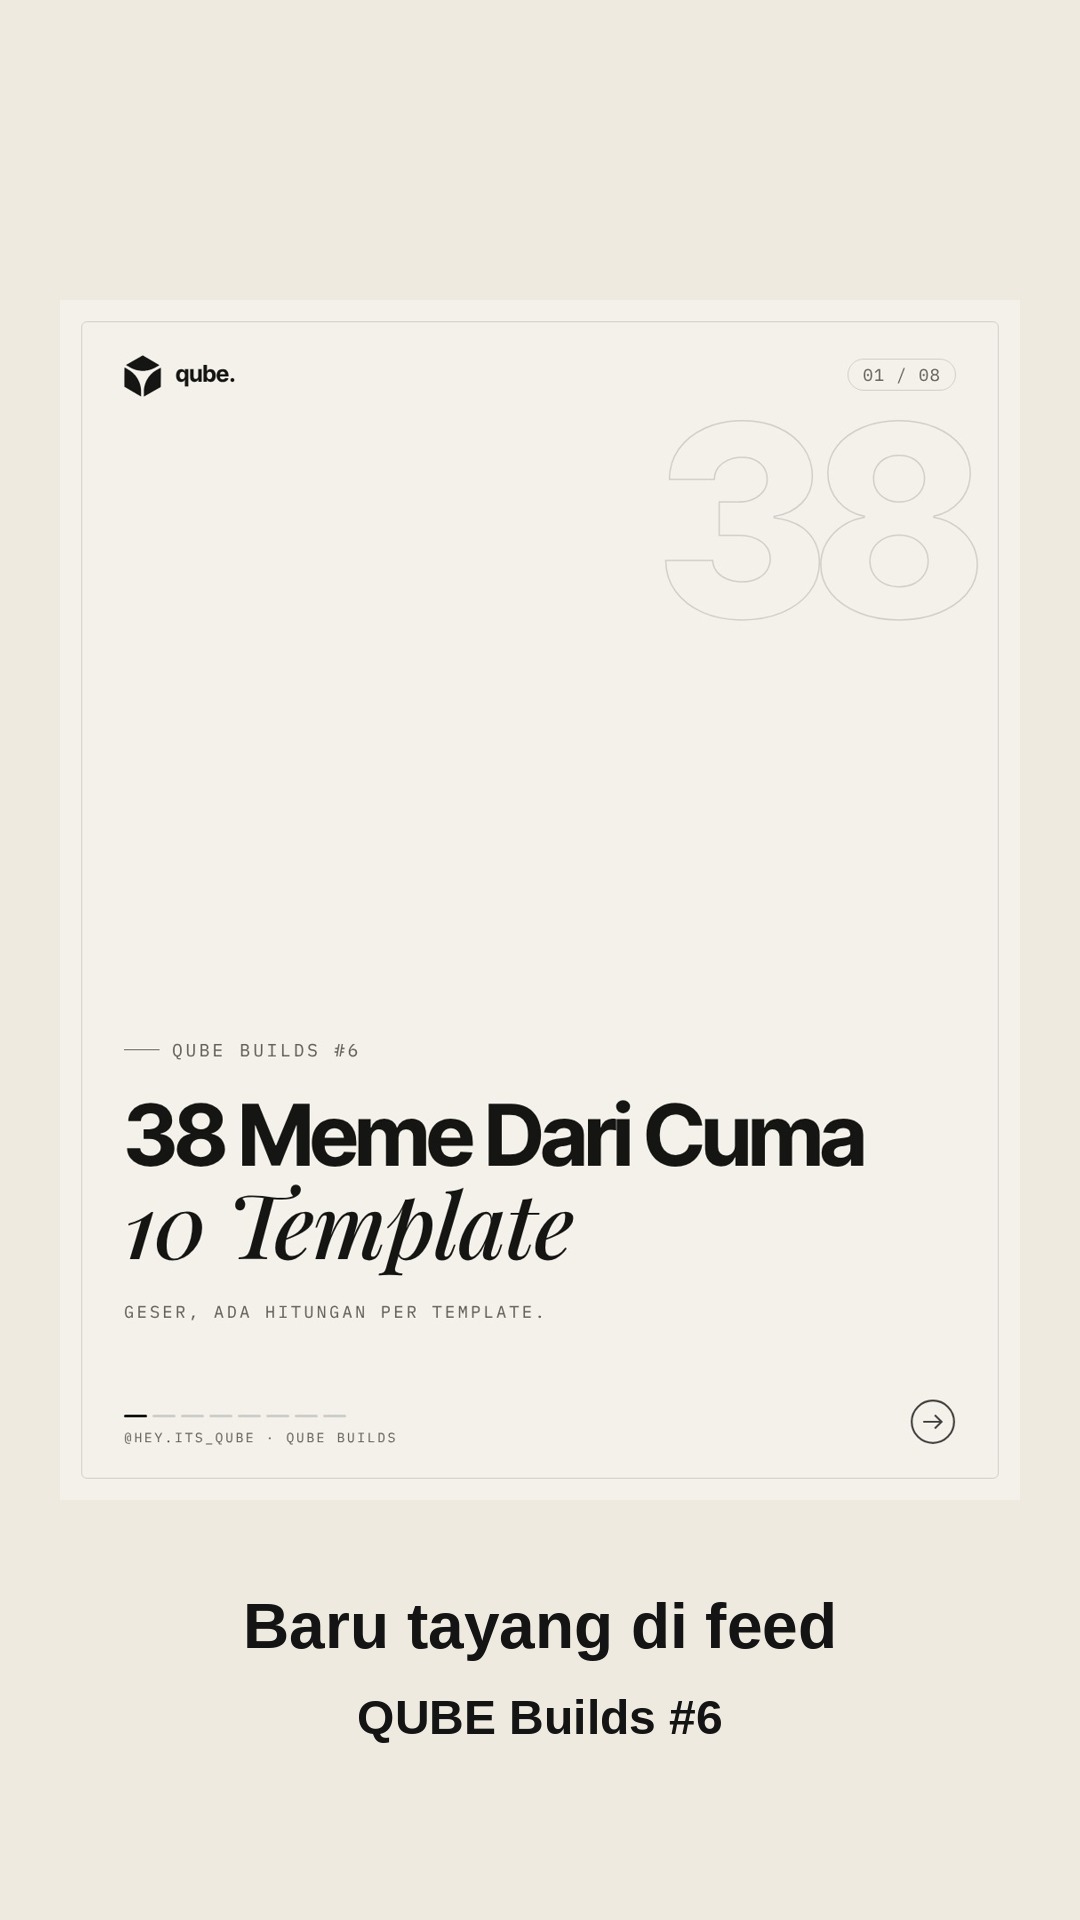 qube.
01 / 08
38
QUBE BUILDS #6
38 Meme Dari Cuma
10 Template
GESER, ADA HITUNGAN PER TEMPLATE.
@HEY.ITS_QUBE · QUBE BUILDS
Baru tayang di feed
QUBE Builds #6